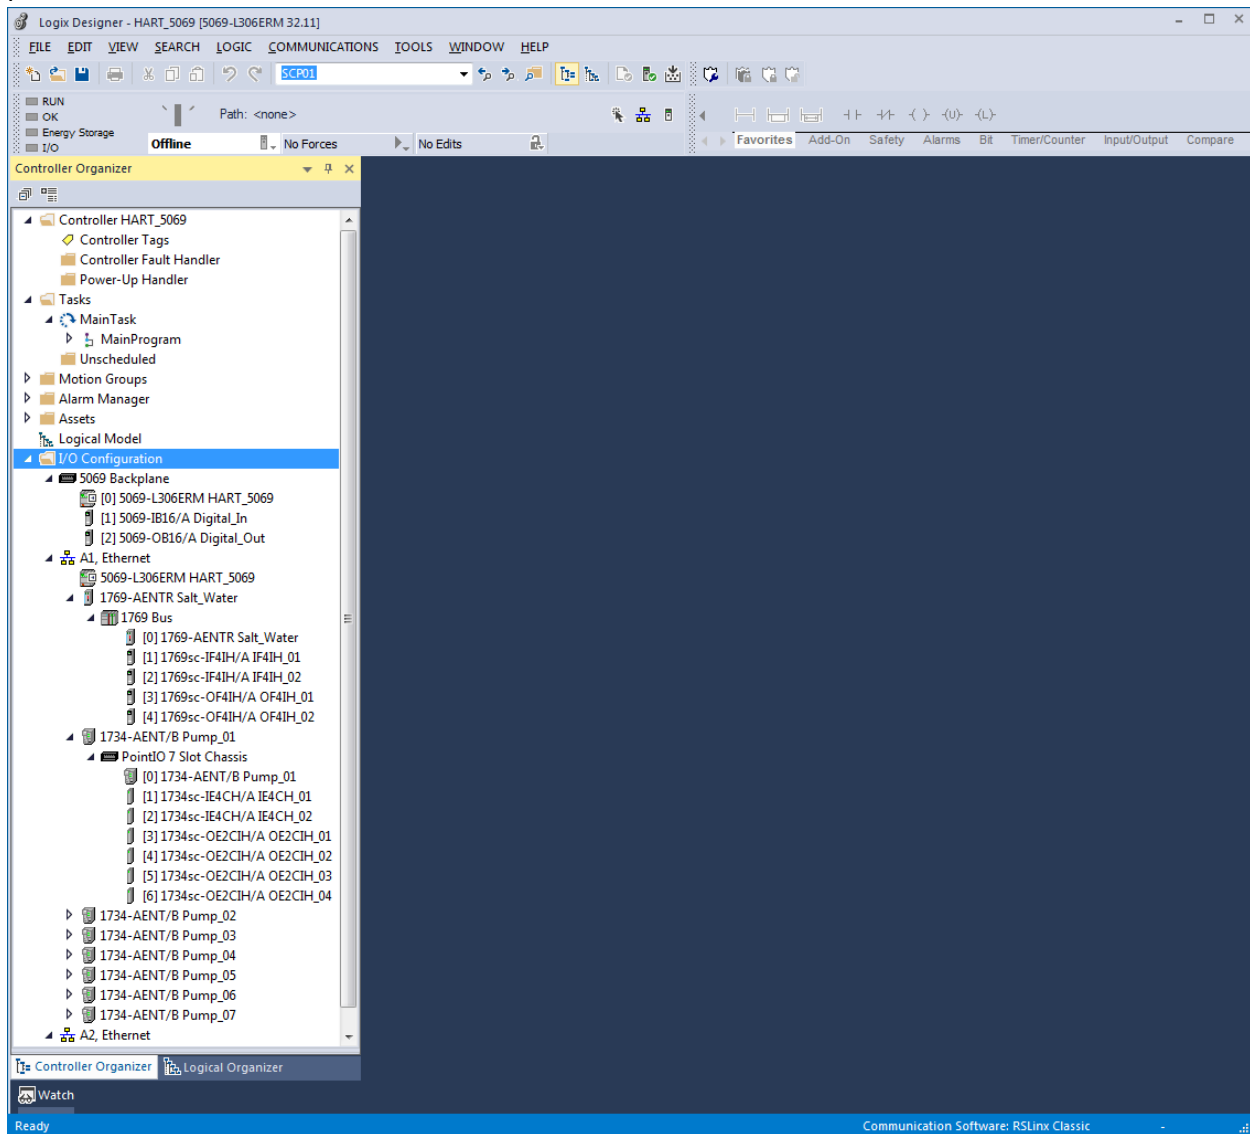 Logix Designer - HART_5069 [5069-L306ERM 32.11]
FILE EDIT VIEW SEARCH LOGIC COMMUNICATIONS TOOLS WINDOW HELP
SCP01
RUN
OK
Energy Storage
I/O
Path: <none>
Offline
No Forces
No Edits
Favorites Add-On Safety Alarms Bit Timer/Counter Input/Output Compare
Controller Organizer
Controller HART_5069
Controller Tags
Controller Fault Handler
Power-Up Handler
Tasks
MainTask
MainProgram
Unscheduled
Motion Groups
Alarm Manager
Assets
Logical Model
I/O Configuration
5069 Backplane
[0] 5069-L306ERM HART_5069
[1] 5069-IB16/A Digital_In
[2] 5069-OB16/A Digital_Out
A1, Ethernet
5069-L306ERM HART_5069
1769-AENTR Salt_Water
1769 Bus
[0] 1769-AENTR Salt_Water
[1] 1769sc-IF4IH/A IF4IH_01
[2] 1769sc-IF4IH/A IF4IH_02
[3] 1769sc-OF4IH/A OF4IH_01
[4] 1769sc-OF4IH/A OF4IH_02
1734-AENT/B Pump_01
PointIO 7 Slot Chassis
[0] 1734-AENT/B Pump_01
[1] 1734sc-IE4CH/A IE4CH_01
[2] 1734sc-IE4CH/A IE4CH_02
[3] 1734sc-OE2CIH/A OE2CIH_01
[4] 1734sc-OE2CIH/A OE2CIH_02
[5] 1734sc-OE2CIH/A OE2CIH_03
[6] 1734sc-OE2CIH/A OE2CIH_04
1734-AENT/B Pump_02
1734-AENT/B Pump_03
1734-AENT/B Pump_04
1734-AENT/B Pump_05
1734-AENT/B Pump_06
1734-AENT/B Pump_07
A2, Ethernet
Controller Organizer Logical Organizer
Watch
Ready
Communication Software: RSLinx Classic